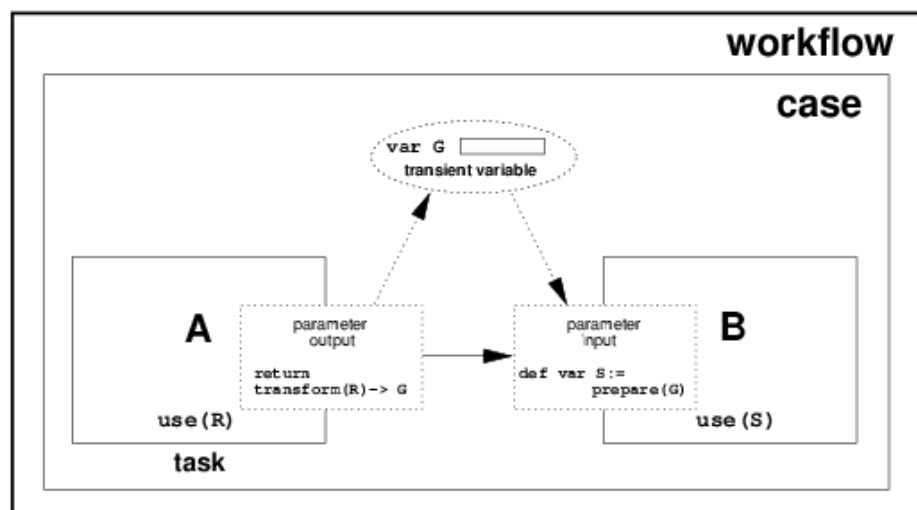 workflow
case
var G
transient variable
A
parameter
output
return
transform(R)-> G
use(R)
task
parameter
input
def var S:=
prepare(G)
B
use(S)